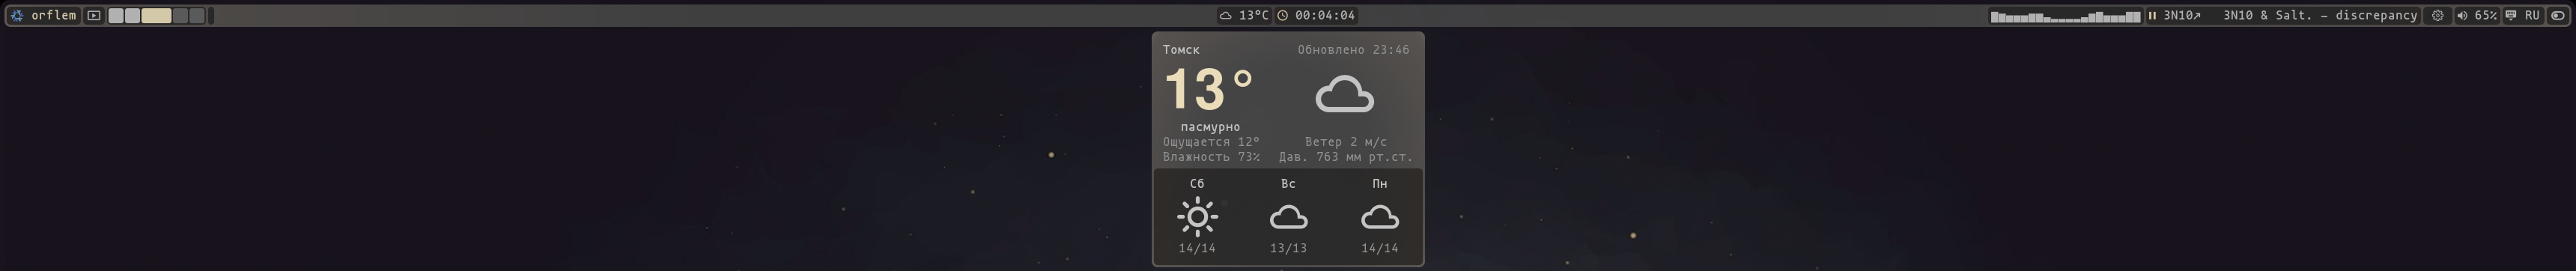 orflem
13°C 00:04:04
3N10↗ 3N10 & Salt. – discrepancy 65% RU
Томск Обновлено 23:46
13°
пасмурно
Ощущается 12° Ветер 2 м/с
Влажность 73% Дав. 763 мм рт.ст.
Сб Вс Пн
14/14 13/13 14/14